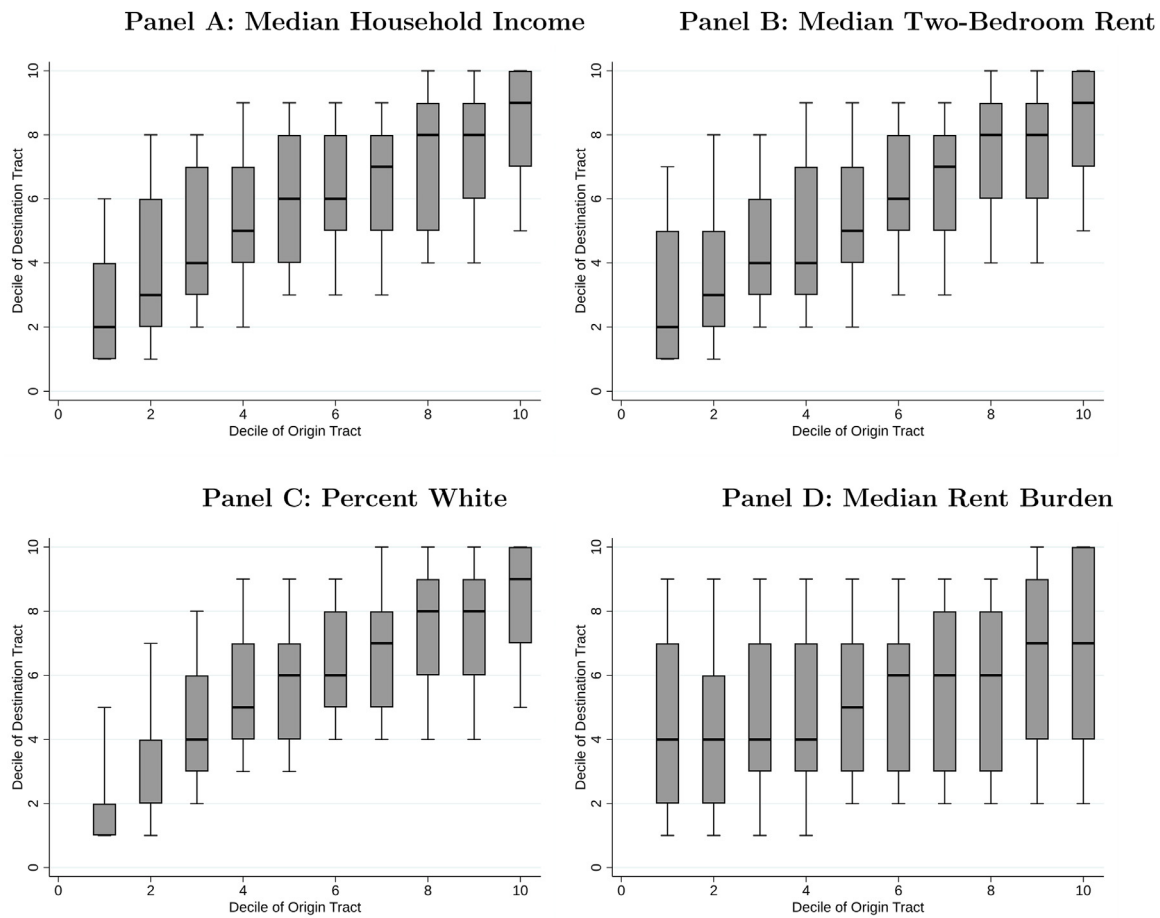 Panel A: Median Household Income
Decile of Destination Tract
10
8
6
4
2
0
0 2 4 6 8 10
Decile of Origin Tract
Panel B: Median Two-Bedroom Rent
Decile of Destination Tract
10
8
6
4
2
0
0 2 4 6 8 10
Decile of Origin Tract
Panel C: Percent White
Decile of Destination Tract
10
8
6
4
2
0
0 2 4 6 8 10
Decile of Origin Tract
Panel D: Median Rent Burden
Decile of Destination Tract
10
8
6
4
2
0
0 2 4 6 8 10
Decile of Origin Tract